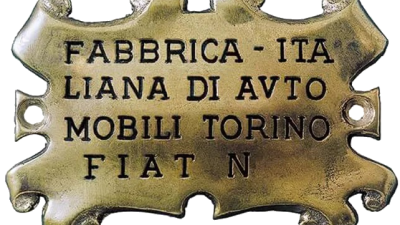 FABBRICA - ITA
LIANA DI AVTO
MOBILI TORINO
FIAT N